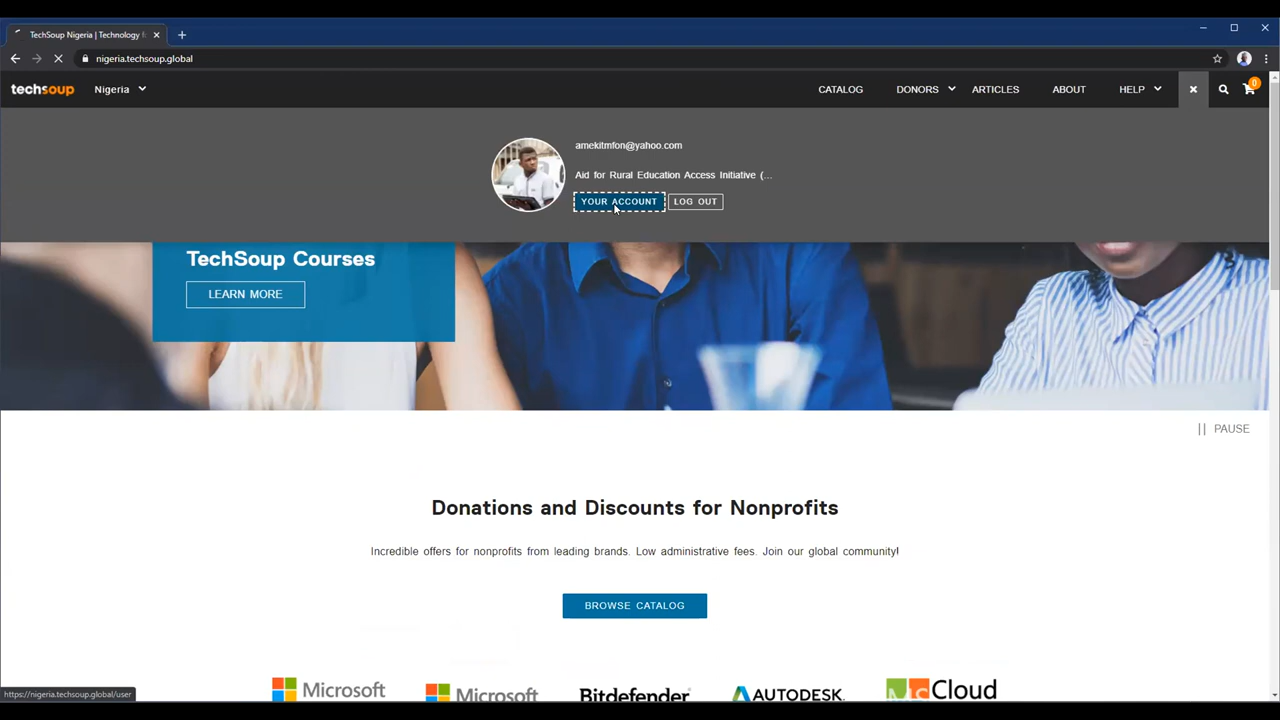 TechSoup Nigeria | Technology f
nigeria.techsoup.global
techsoup Nigeria CATALOG DONORS ARTICLES ABOUT HELP 0
amekitmfon@yahoo.com
Aid for Rural Education Access Initiative (...
YOUR ACCOUNT LOG OUT
TechSoup Courses
LEARN MORE
PAUSE
Donations and Discounts for Nonprofits
Incredible offers for nonprofits from leading brands. Low administrative fees. Join our global community!
BROWSE CATALOG
Microsoft Microsoft Bitdefender AUTODESK. Cloud
https://nigeria.techsoup.global/user